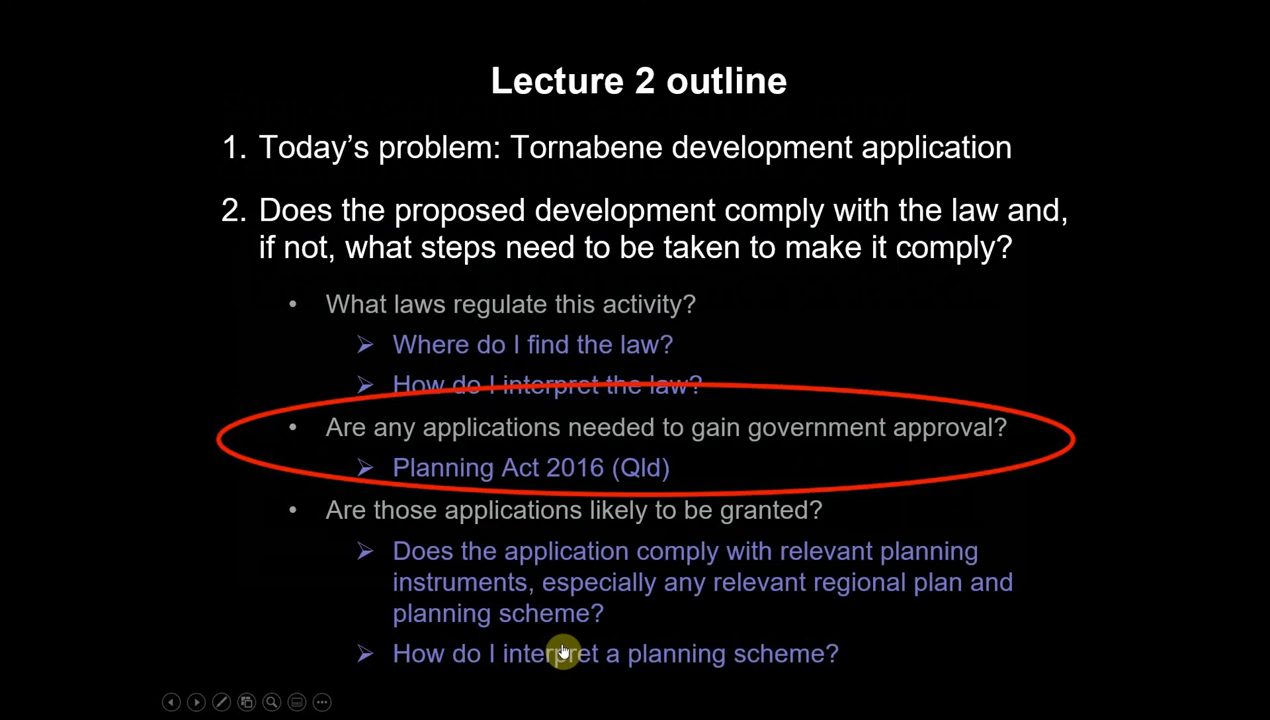 Lecture 2 outline
1. Today's problem: Tornabene development application
2. Does the proposed development comply with the law and,
if not, what steps need to be taken to make it comply?
• What laws regulate this activity?
➢ Where do I find the law?
➢ How do I interpret the law?
• Are any applications needed to gain government approval?
➢ Planning Act 2016 (Qld)
• Are those applications likely to be granted?
➢ Does the application comply with relevant planning
instruments, especially any relevant regional plan and
planning scheme?
➢ How do I interpret a planning scheme?